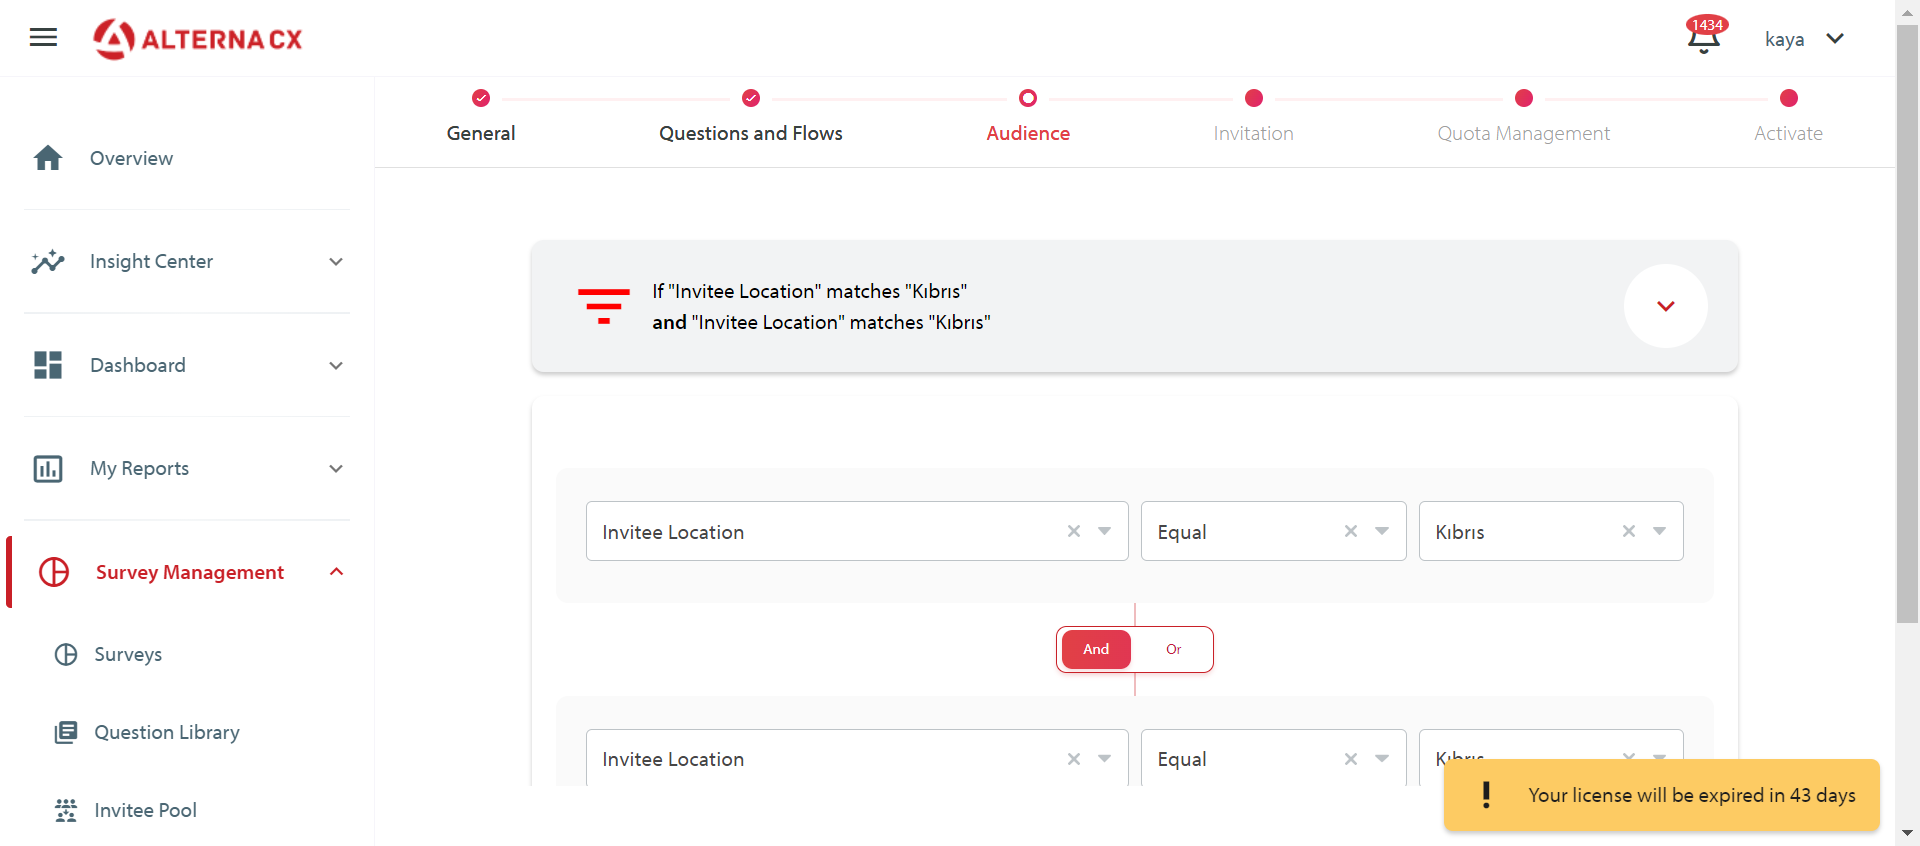 ALTERNA CX
1434
kaya
General
Questions and Flows
Audience
Invitation
Quota Management
Activate
Overview
Insight Center
Dashboard
My Reports
Survey Management
Surveys
Question Library
Invitee Pool
If "Invitee Location" matches "Kıbrıs"
and "Invitee Location" matches "Kıbrıs"
Invitee Location
Equal
Kıbrıs
And
Or
Invitee Location
Equal
Kıbrıs
Your license will be expired in 43 days